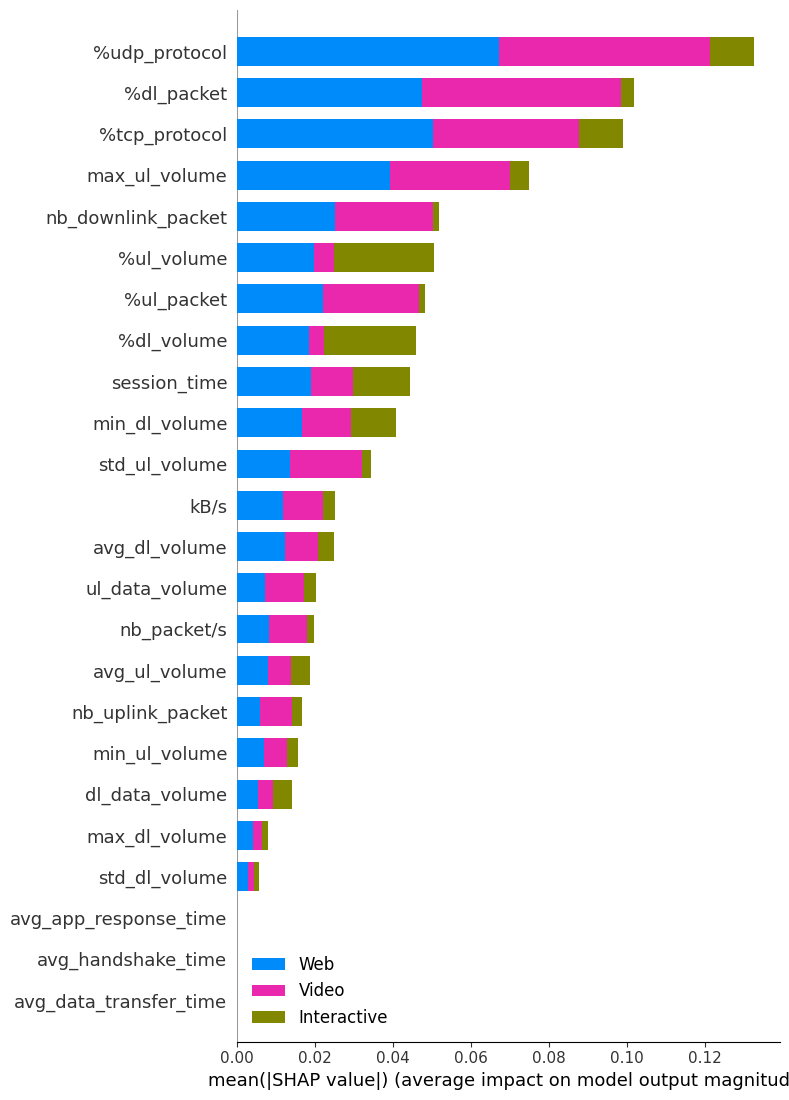 %udp_protocol
%dl_packet
%tcp_protocol
max_ul_volume
nb_downlink_packet
%ul_volume
%ul_packet
%dl_volume
session_time
min_dl_volume
std_ul_volume
kB/s
avg_dl_volume
ul_data_volume
nb_packet/s
avg_ul_volume
nb_uplink_packet
min_ul_volume
dl_data_volume
max_dl_volume
std_dl_volume
avg_app_response_time
avg_handshake_time
avg_data_transfer_time
Web
Video
Interactive
0.00 0.02 0.04 0.06 0.08 0.10 0.12
mean(|SHAP value|) (average impact on model output magnitud